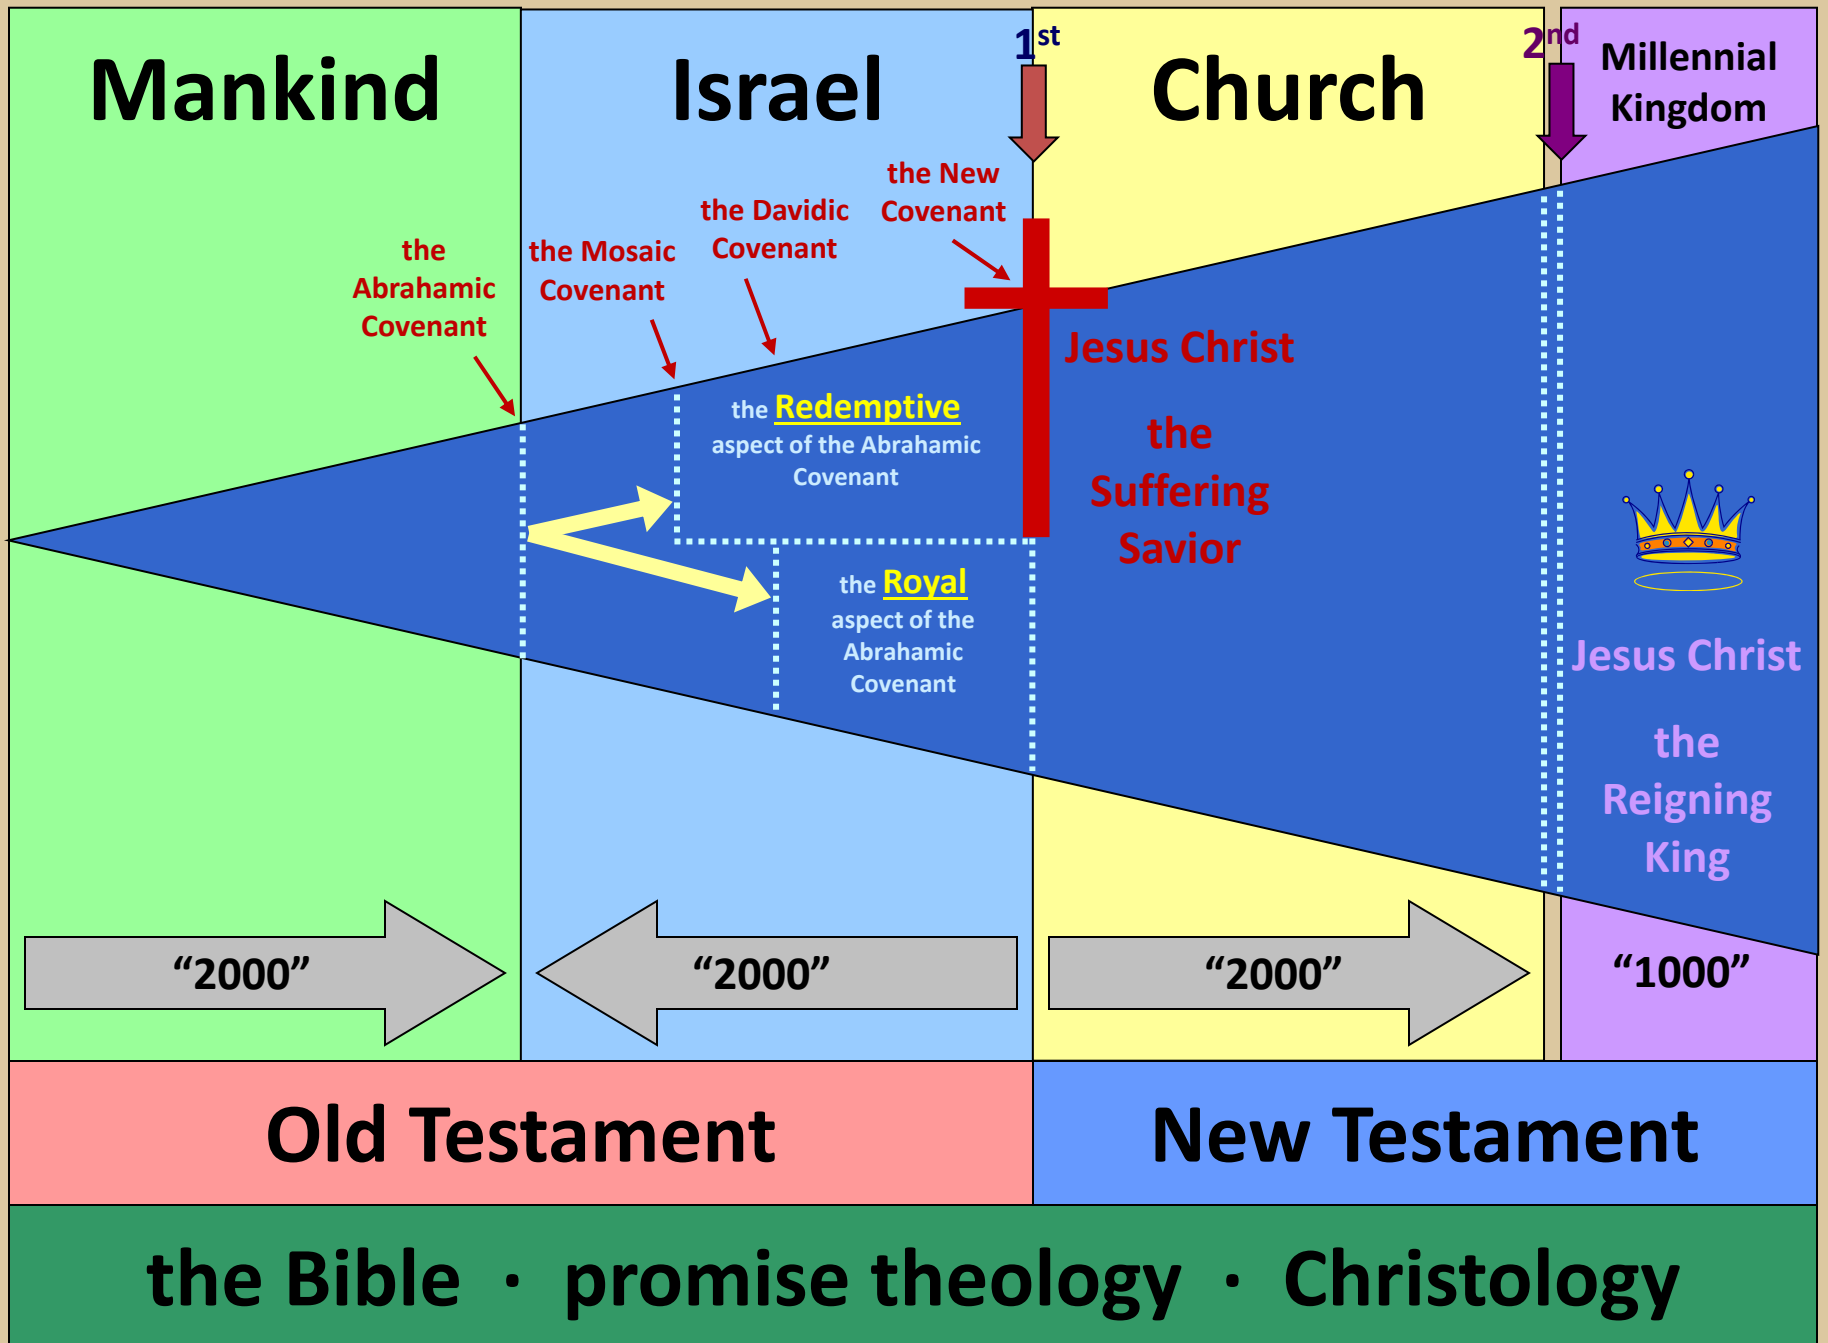 Mankind
Israel
1st
Church
2nd
Millennial
Kingdom
the
Abrahamic
Covenant
the Mosaic
Covenant
the Davidic
Covenant
the New
Covenant
the Redemptive
aspect of the Abrahamic
Covenant
the Royal
aspect of the
Abrahamic
Covenant
Jesus Christ
the
Suffering
Savior
Jesus Christ
the
Reigning
King
“2000”
“2000”
“2000”
“1000”
Old Testament
New Testament
the Bible · promise theology · Christology